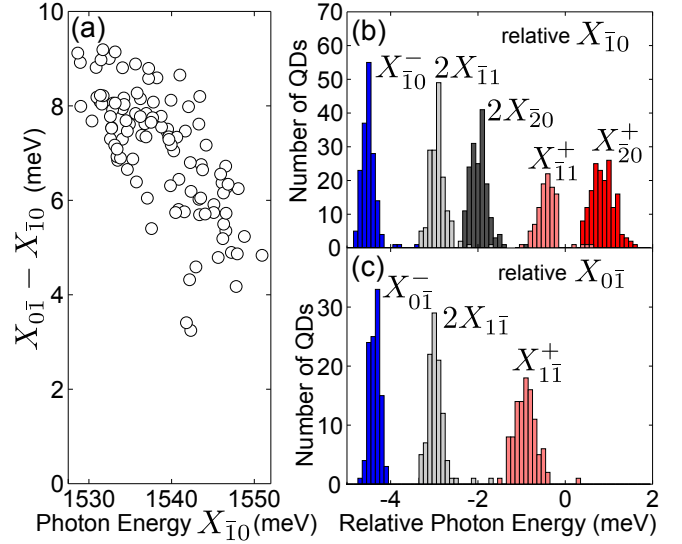 (a)
10
8
6
4
2
0
1530
1540
1550
X_{0\bar{1}} − X_{\bar{1}0} (meV)
Photon Energy X_{\bar{1}0} (meV)
(b)
relative X_{\bar{1}0}
X^-_{\bar{1}0}
2X_{\bar{1}1}
2X_{\bar{2}0}
X^+_{\bar{1}1}
X^+_{\bar{2}0}
70
60
50
40
30
20
10
0
Number of QDs
(c)
relative X_{0\bar{1}}
X^-_{0\bar{1}}
2X_{1\bar{1}}
X^+_{1\bar{1}}
30
20
10
0
Number of QDs
-4
-2
0
2
Relative Photon Energy (meV)